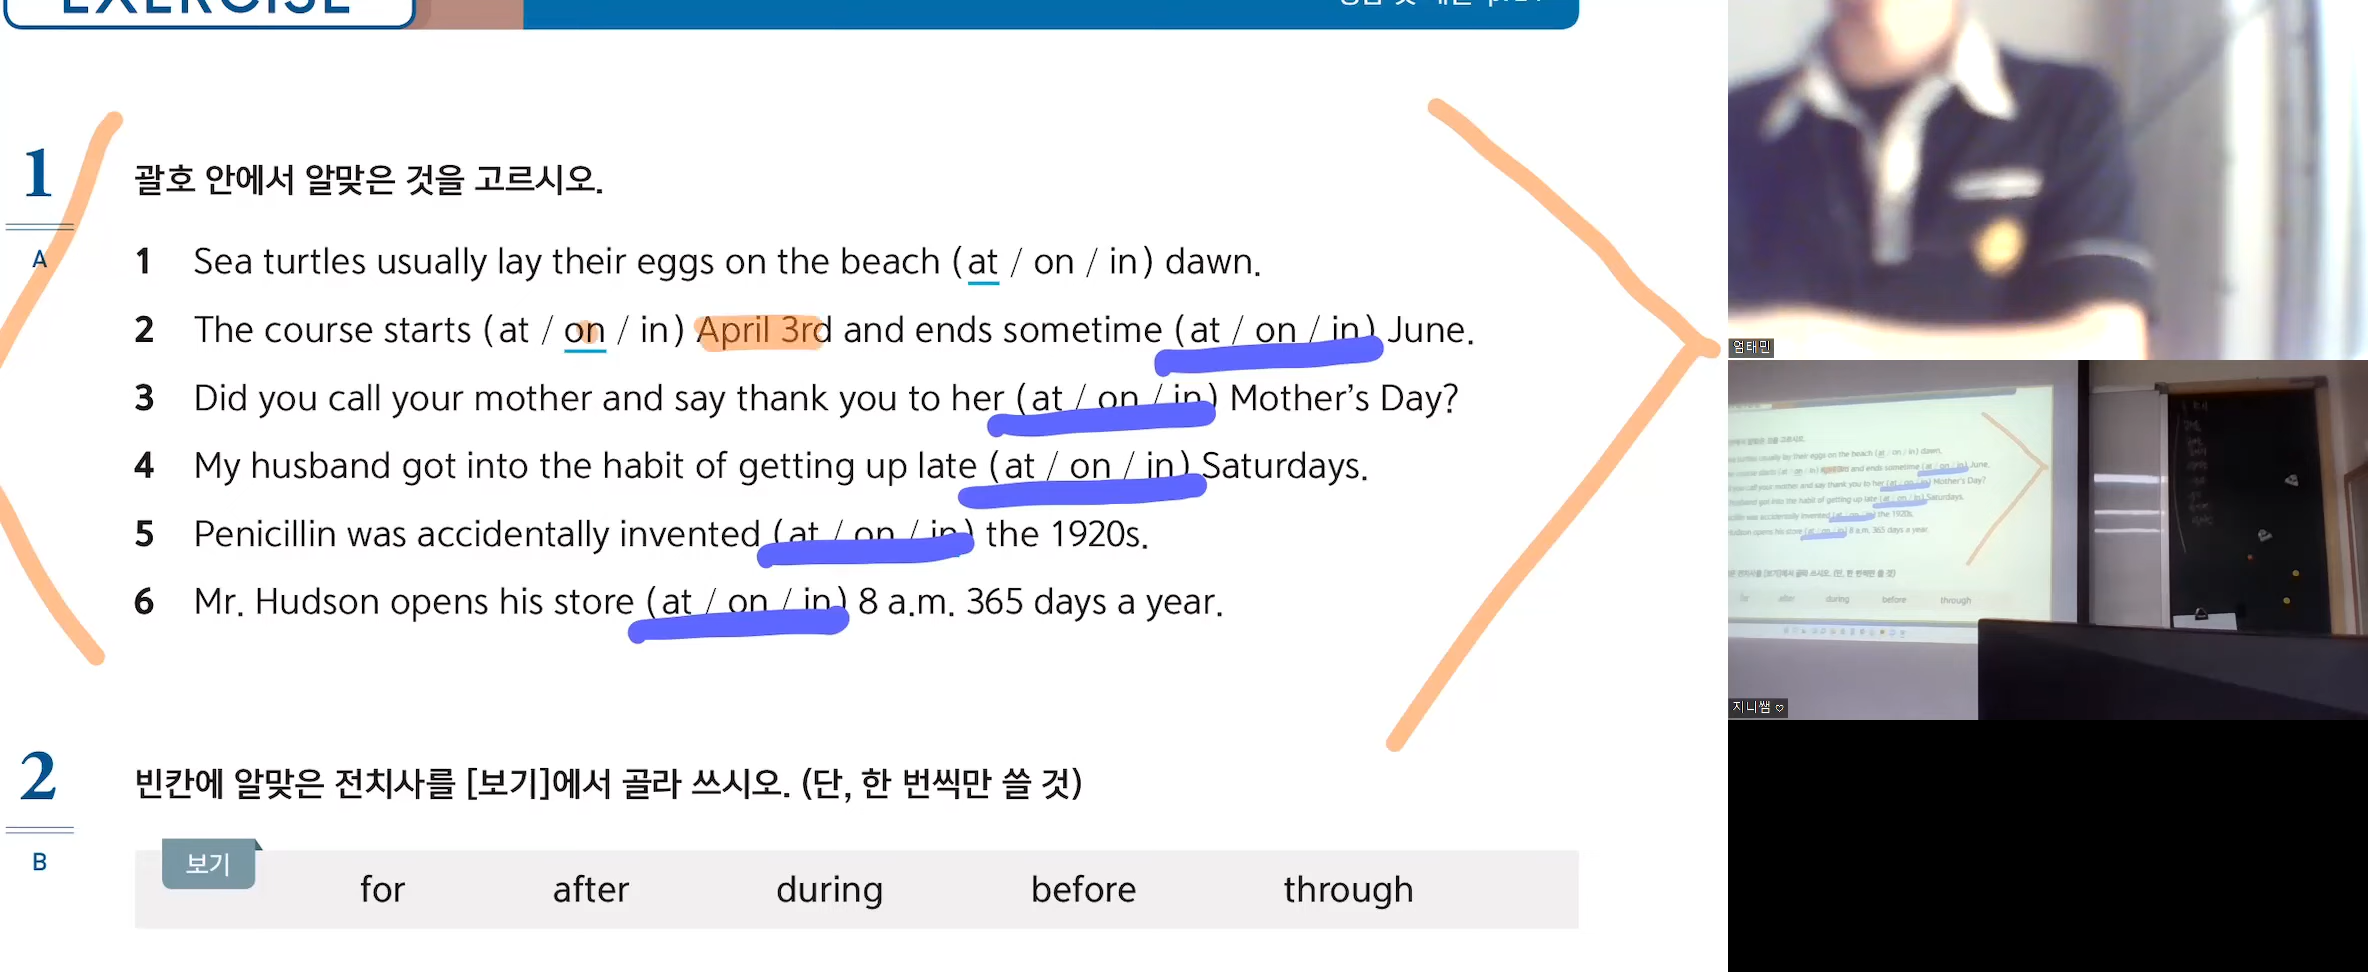 EXERCISE
1
A
괄호 안에서 알맞은 것을 고르시오.
1 Sea turtles usually lay their eggs on the beach (at / on / in) dawn.
2 The course starts (at / on / in) April 3rd and ends sometime (at / on / in) June.
3 Did you call your mother and say thank you to her (at / on / in) Mother's Day?
4 My husband got into the habit of getting up late (at / on / in) Saturdays.
5 Penicillin was accidentally invented (at / on / in) the 1920s.
6 Mr. Hudson opens his store (at / on / in) 8 a.m. 365 days a year.
2
B
빈칸에 알맞은 전치사를 [보기]에서 골라 쓰시오. (단, 한 번씩만 쓸 것)
보기
for after during before through
엄태민
지니쌤 ♡